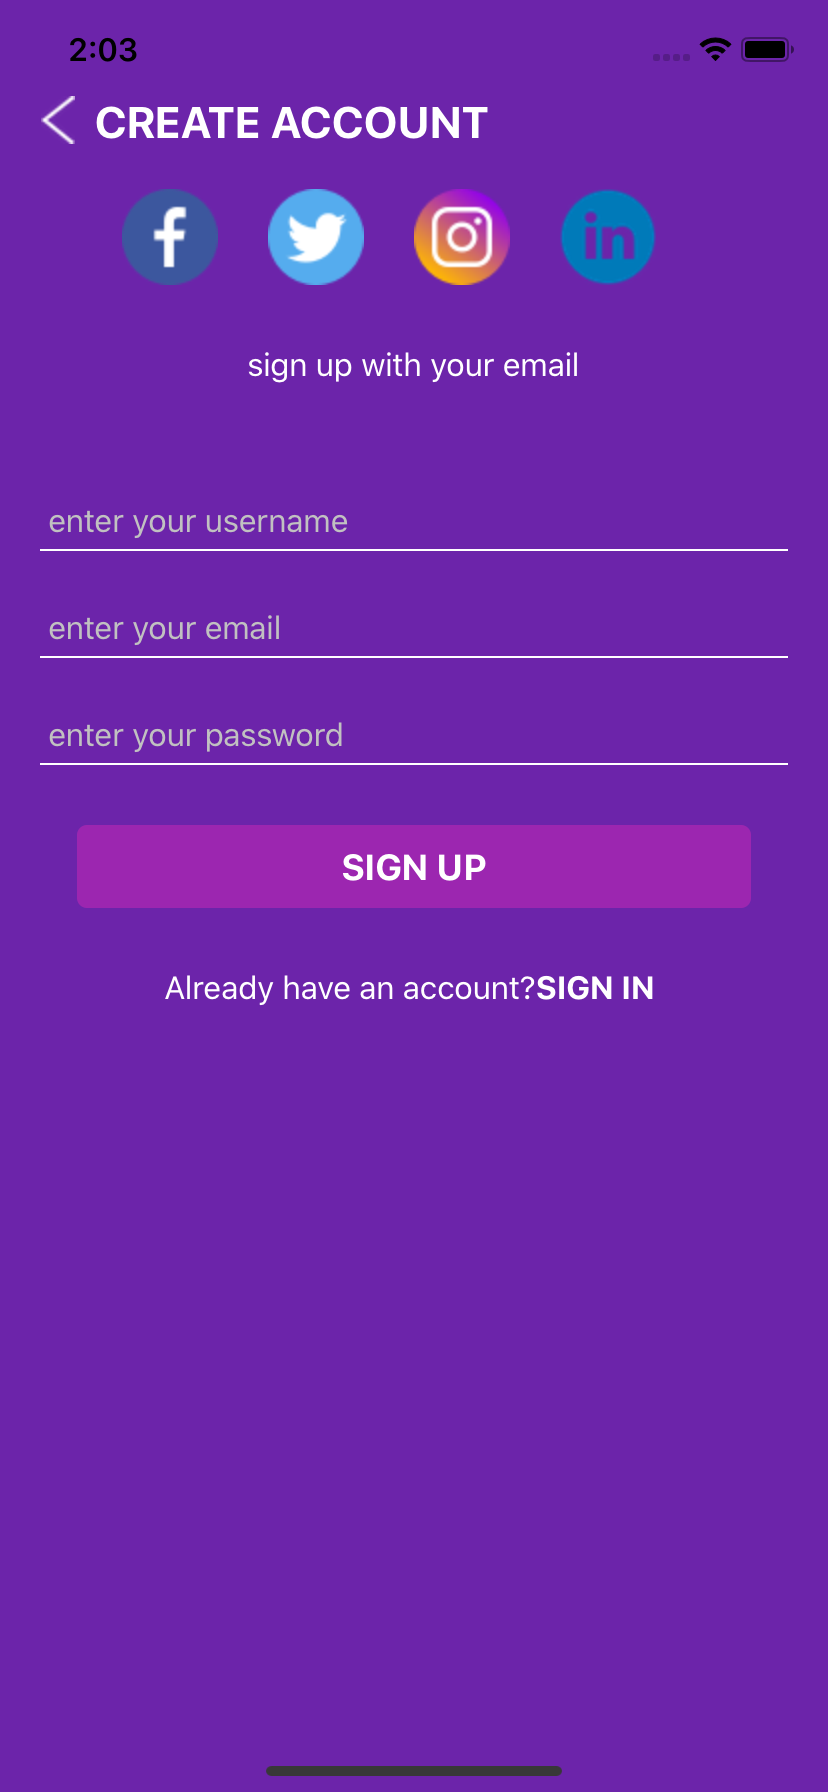 2:03
CREATE ACCOUNT
f in
sign up with your email
enter your username
enter your email
enter your password
SIGN UP
Already have an account?SIGN IN